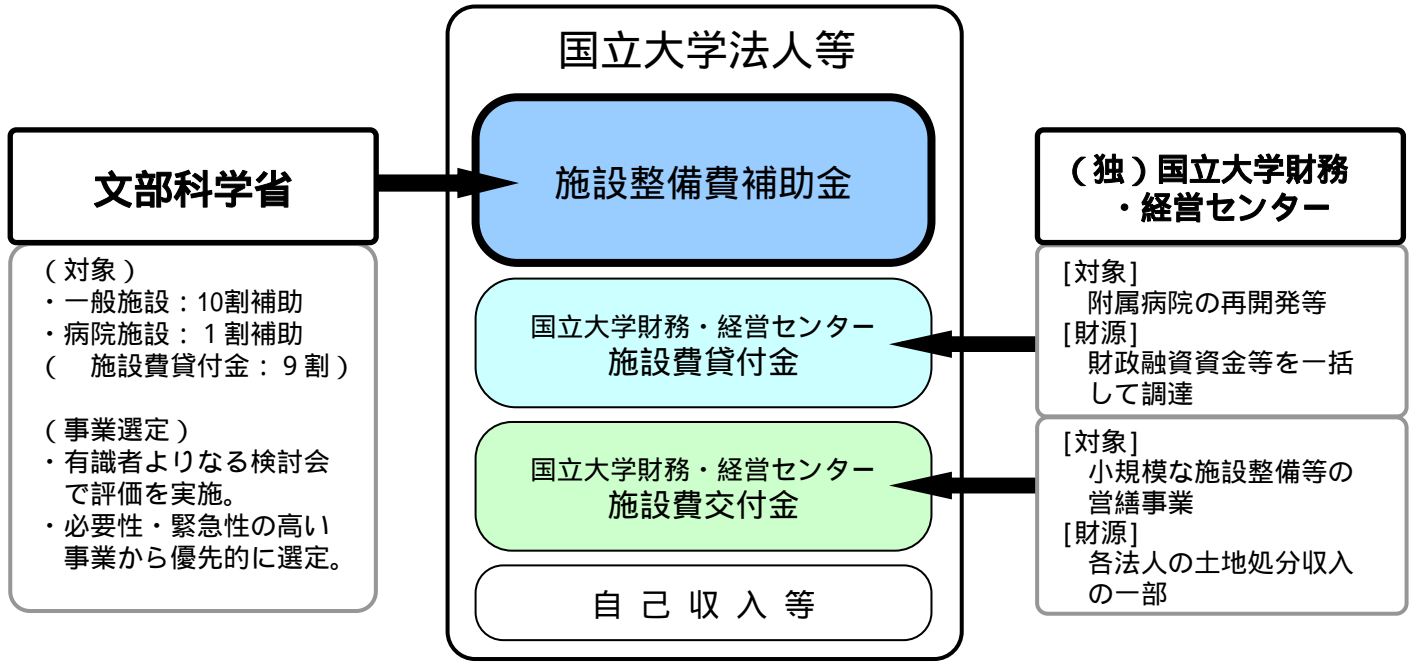 国立大学法人等
文部科学省
（対象）
・一般施設：10割補助
・病院施設：１割補助
（　施設費貸付金：９割）
（事業選定）
・有識者よりなる検討会
で評価を実施。
・必要性・緊急性の高い
事業から優先的に選定。
施設整備費補助金
国立大学財務・経営センター
施設費貸付金
国立大学財務・経営センター
施設費交付金
自己収入等
（独）国立大学財務
・経営センター
[対象]
附属病院の再開発等
[財源]
財政融資資金等を一括
して調達
[対象]
小規模な施設整備等の
営繕事業
[財源]
各法人の土地処分収入
の一部